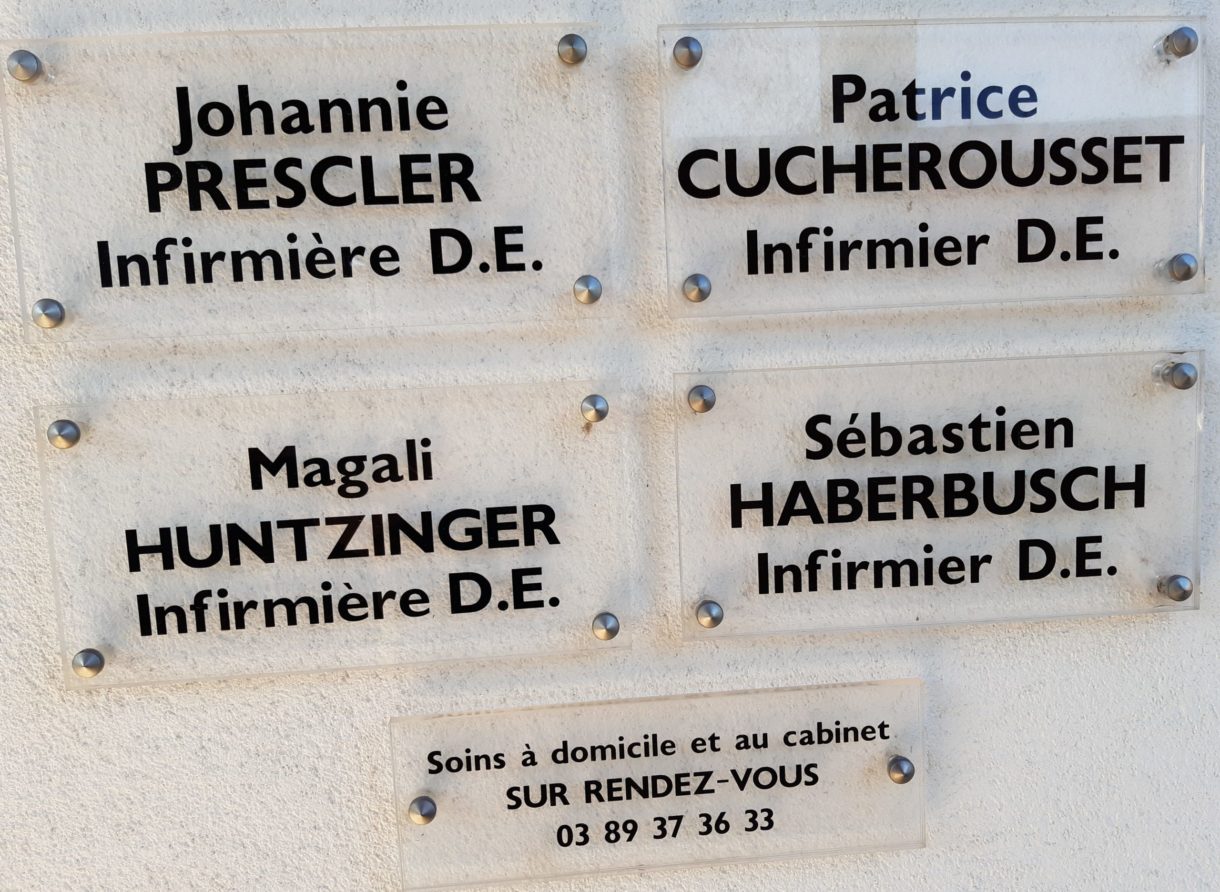 Johannie
PRESCLER
Infirmière D.E.
Patrice
CUCHEROUSSET
Infirmier D.E.
Magali
HUNTZINGER
Infirmière D.E.
Sébastien
HABERBUSCH
Infirmier D.E.
Soins à domicile et au cabinet
SUR RENDEZ-VOUS
03 89 37 36 33